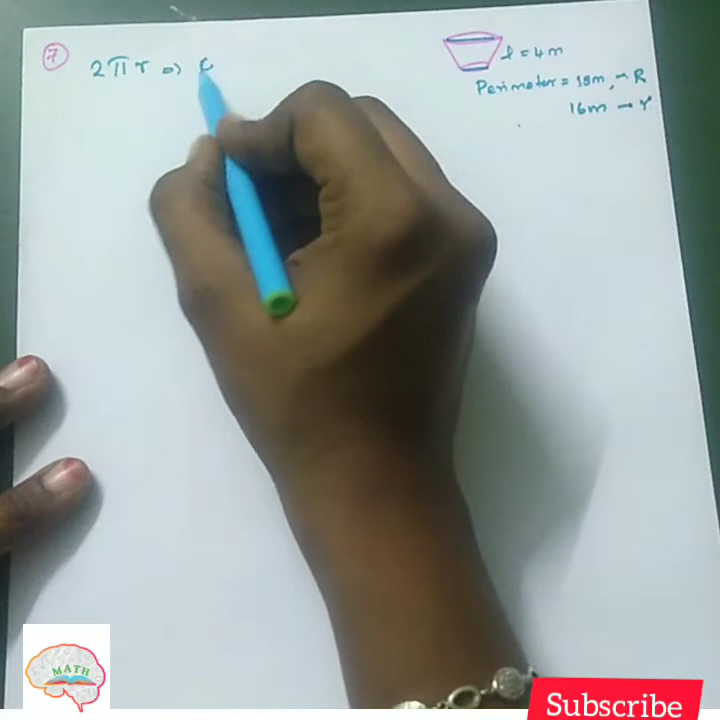 7
2πr ⇒
l = 4m
Perimeter = 18m, → R
16m → r
MATH
Subscribe